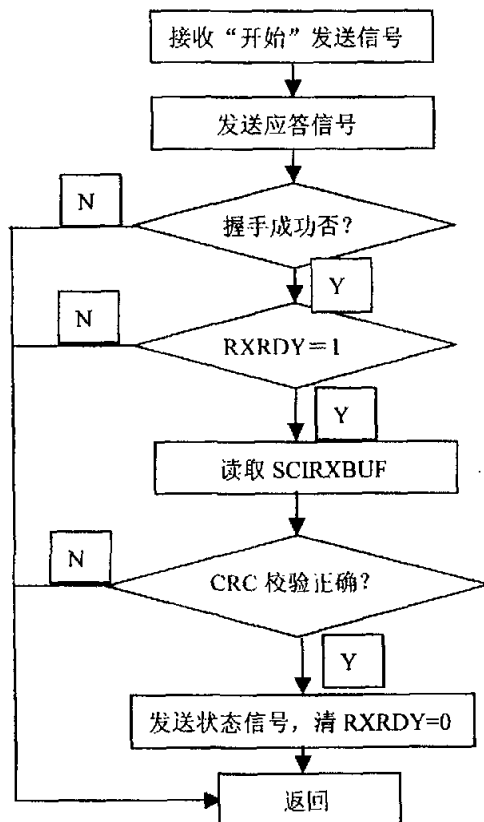 接收“开始”发送信号
发送应答信号
N
握手成功否？
Y
N
RXRDY＝1
Y
读取 SCIRXBUF
N
CRC 校验正确？
Y
发送状态信号，清 RXRDY=0
返回